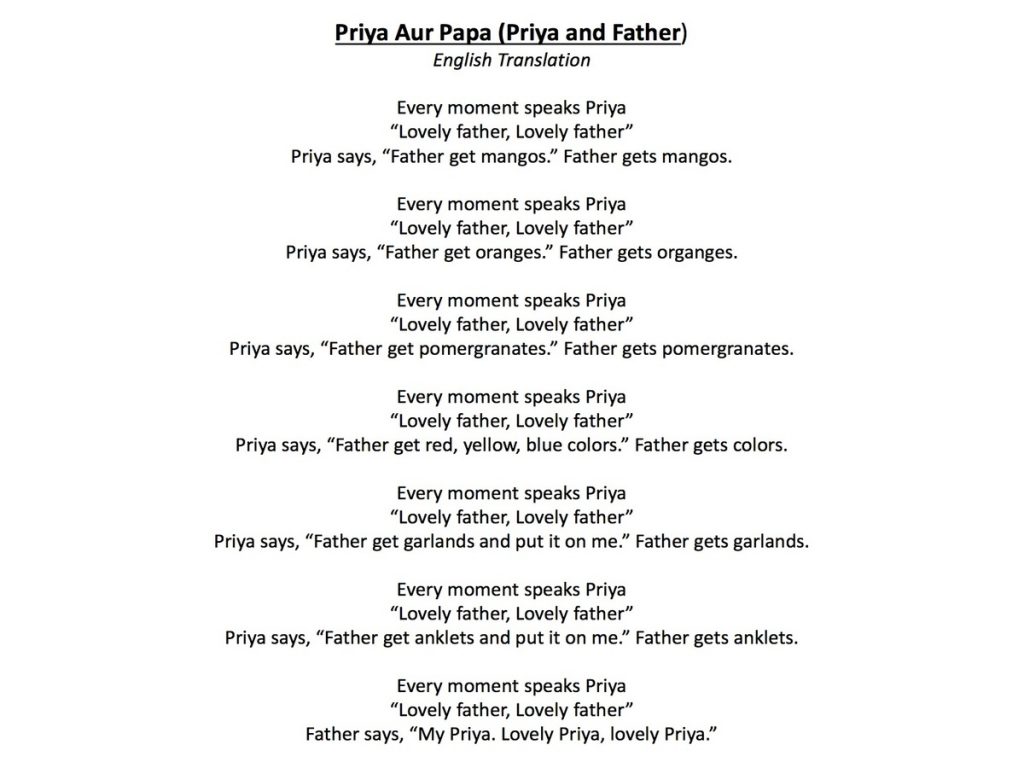 Priya Aur Papa (Priya and Father)
English Translation
Every moment speaks Priya
“Lovely father, Lovely father”
Priya says, “Father get mangos.” Father gets mangos.
Every moment speaks Priya
“Lovely father, Lovely father”
Priya says, “Father get oranges.” Father gets organges.
Every moment speaks Priya
“Lovely father, Lovely father”
Priya says, “Father get pomergranates.” Father gets pomergranates.
Every moment speaks Priya
“Lovely father, Lovely father”
Priya says, “Father get red, yellow, blue colors.” Father gets colors.
Every moment speaks Priya
“Lovely father, Lovely father”
Priya says, “Father get garlands and put it on me.” Father gets garlands.
Every moment speaks Priya
“Lovely father, Lovely father”
Priya says, “Father get anklets and put it on me.” Father gets anklets.
Every moment speaks Priya
“Lovely father, Lovely father”
Father says, “My Priya. Lovely Priya, lovely Priya.”